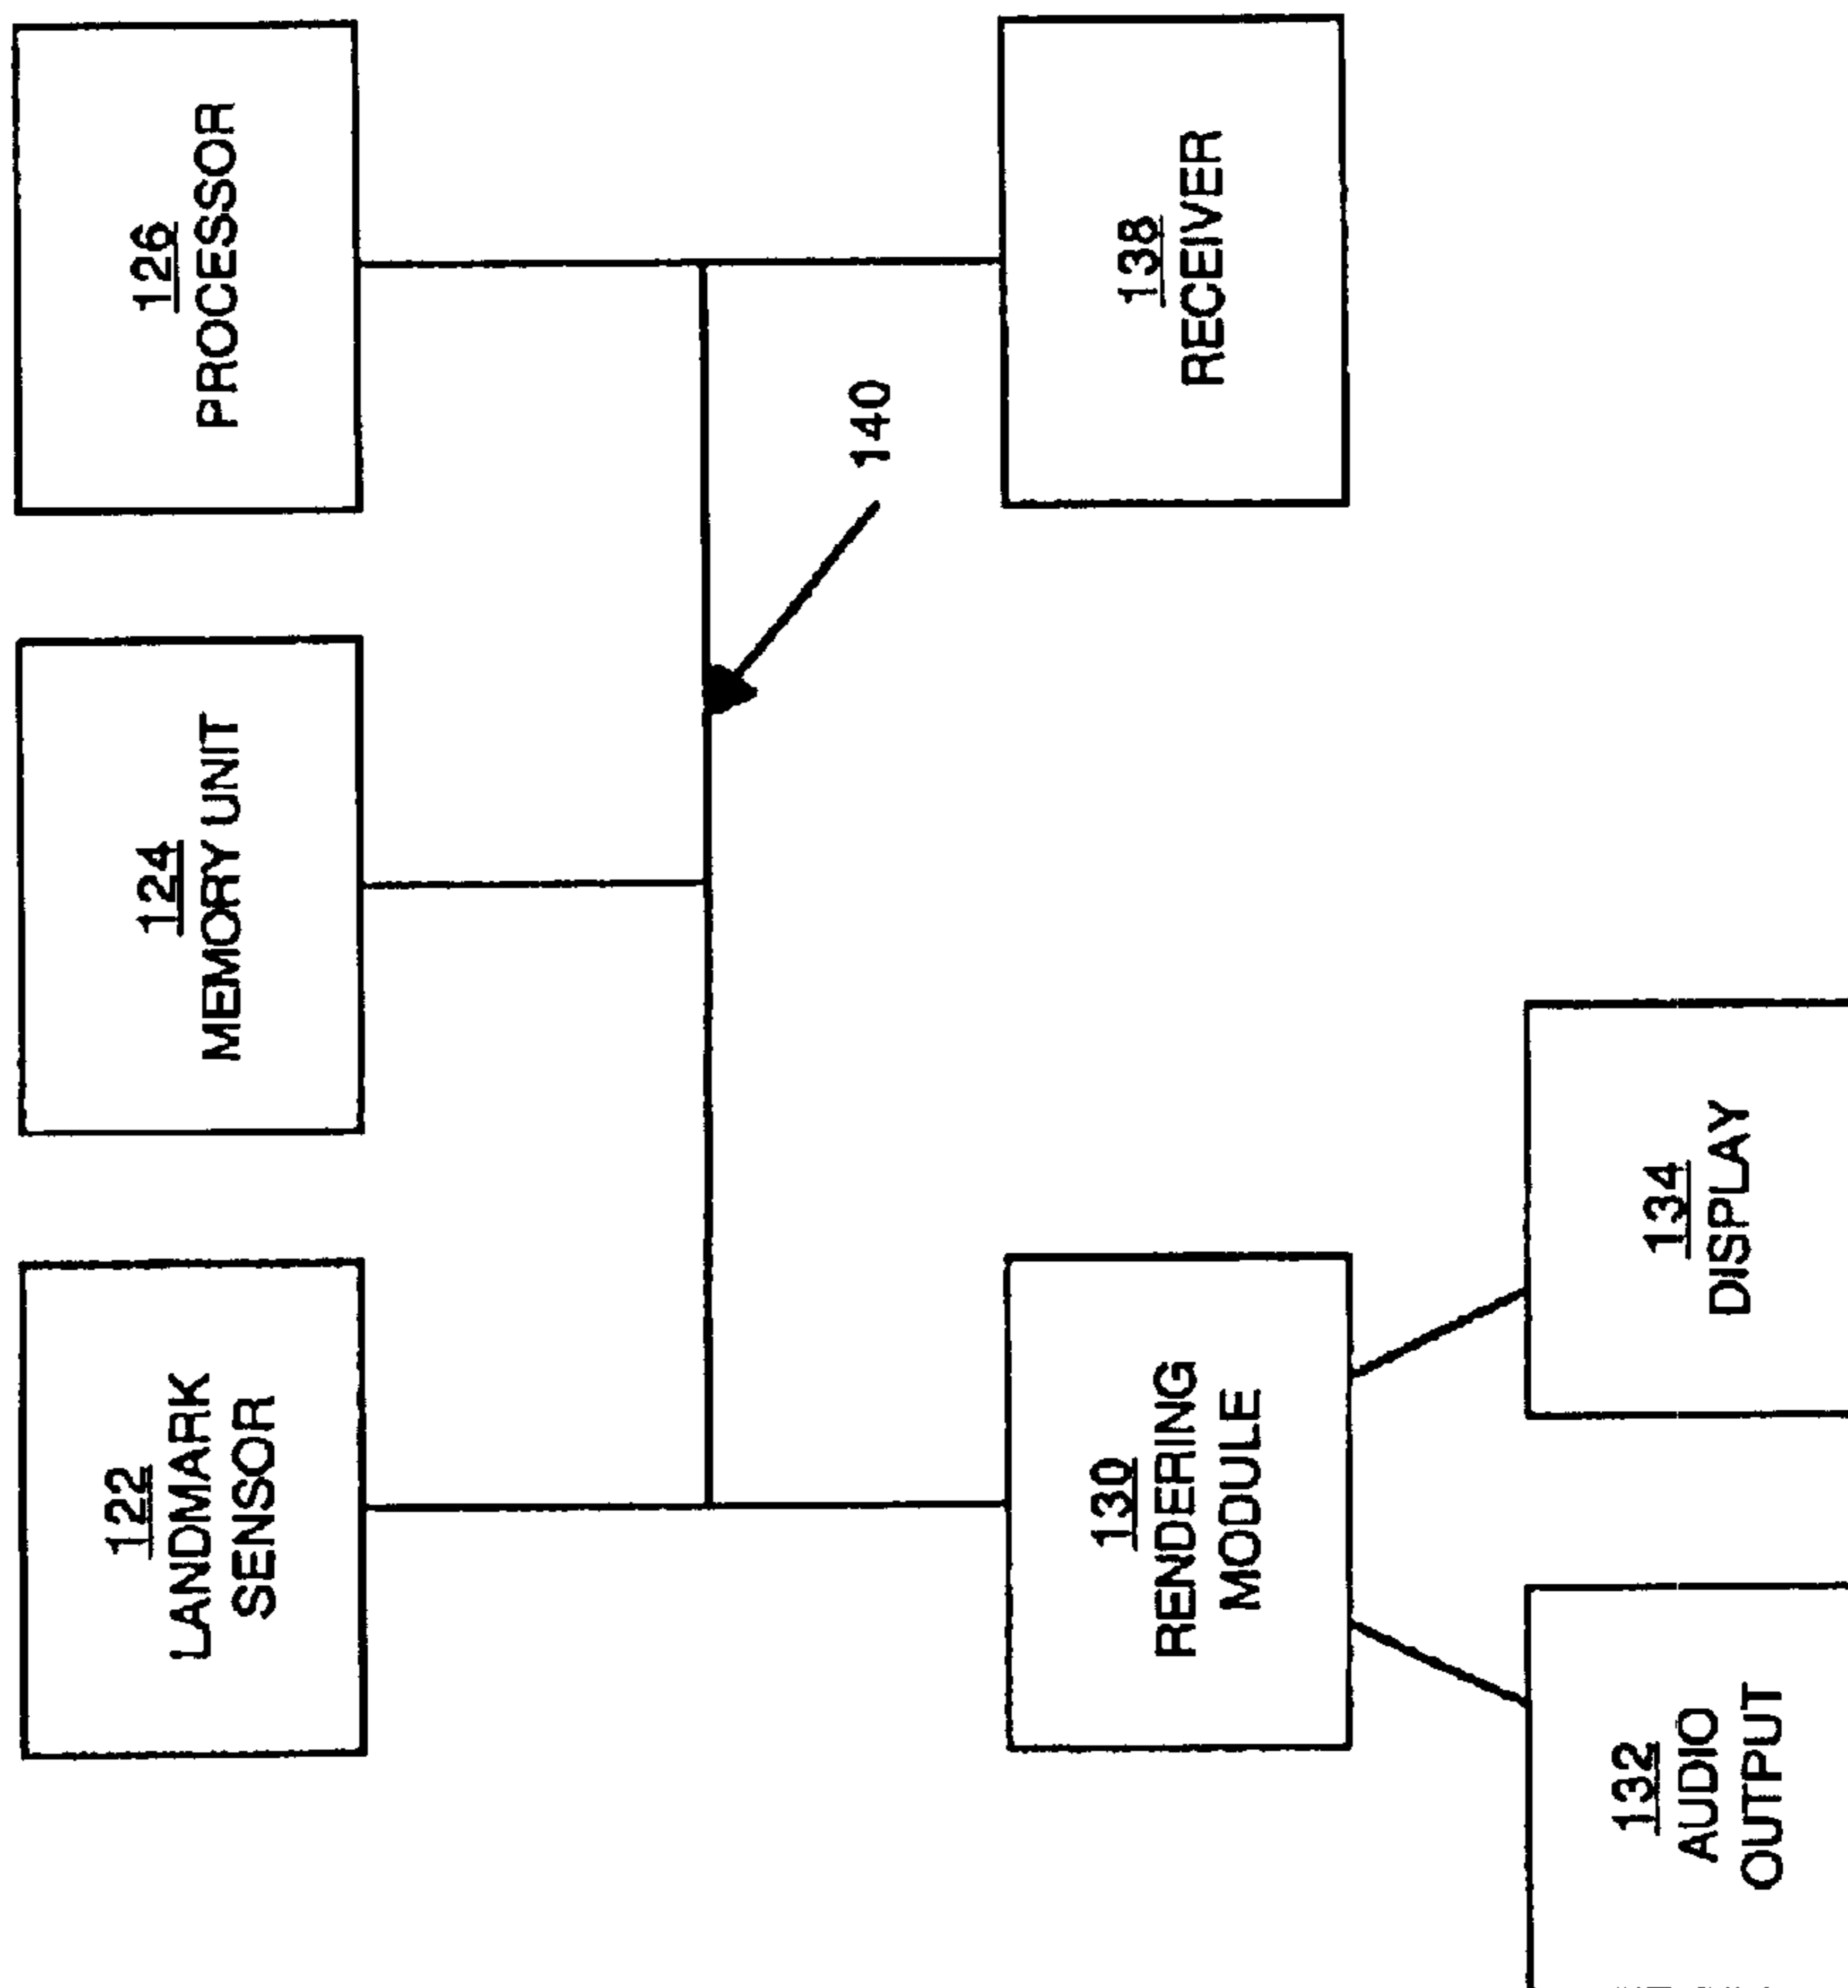 122
LANDMARK
SENSOR
124
MEMORY UNIT
126
PROCESSOR
140
130
RENDERING
MODULE
138
RECEIVER
132
AUDIO
OUTPUT
134
DISPLAY